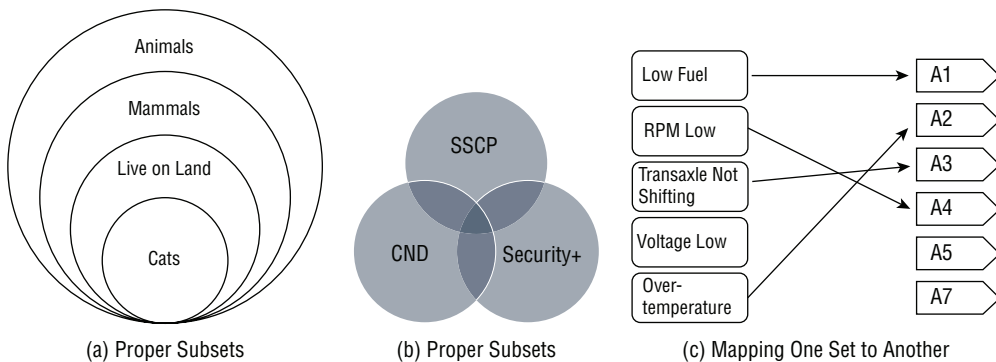 Animals
Mammals
Live on Land
Cats
(a) Proper Subsets
SSCP
CND
Security+
(b) Proper Subsets
Low Fuel
RPM Low
Transaxle Not
Shifting
Voltage Low
Over-
temperature
A1
A2
A3
A4
A5
A7
(c) Mapping One Set to Another